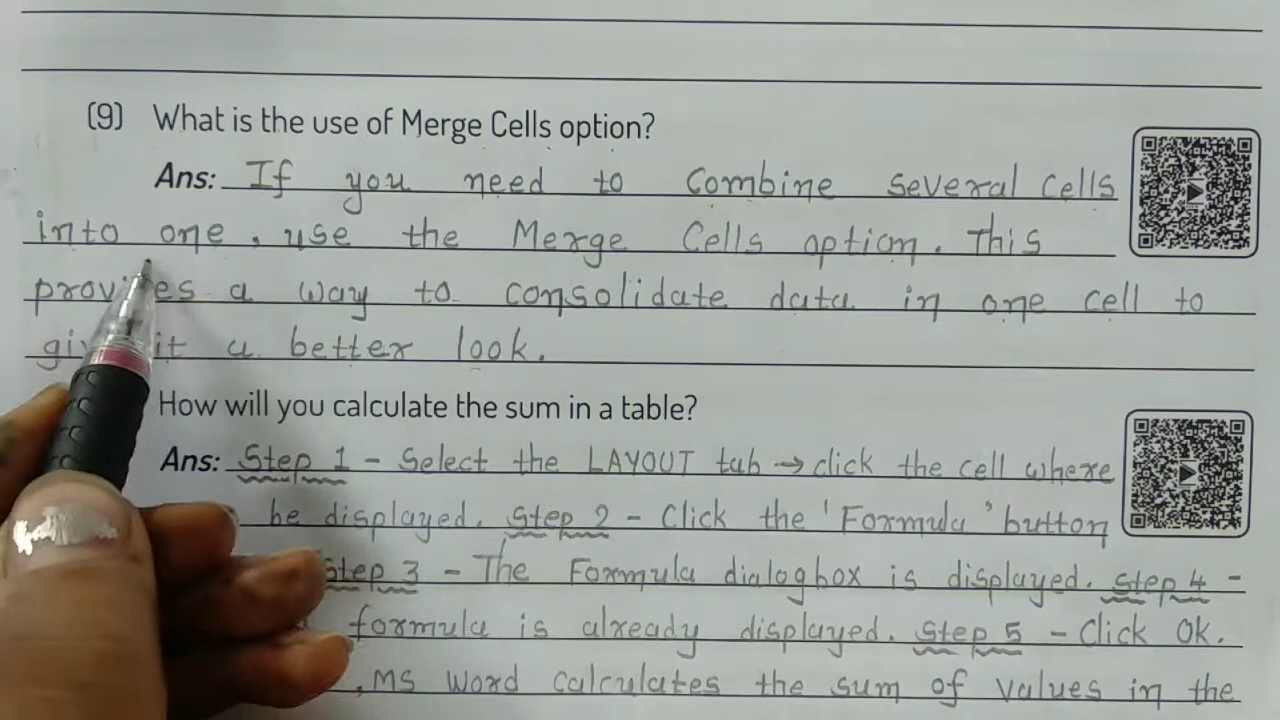 (9) What is the use of Merge Cells option?
Ans: If you need to combine several cells
into one, use the Merge Cells option. This
a way to consolidate data in one cell to
it a better look.
How will you calculate the sum in a table?
Ans: Step 1 - Select the LAYOUT tab → click the cell where
be displayed. Step 2 - Click the 'Formula' button
Step 3 - The Formula dialogbox is displayed. Step 4 -
formula is already displayed. Step 5 - Click Ok.
, MS Word calculates the sum of values in the